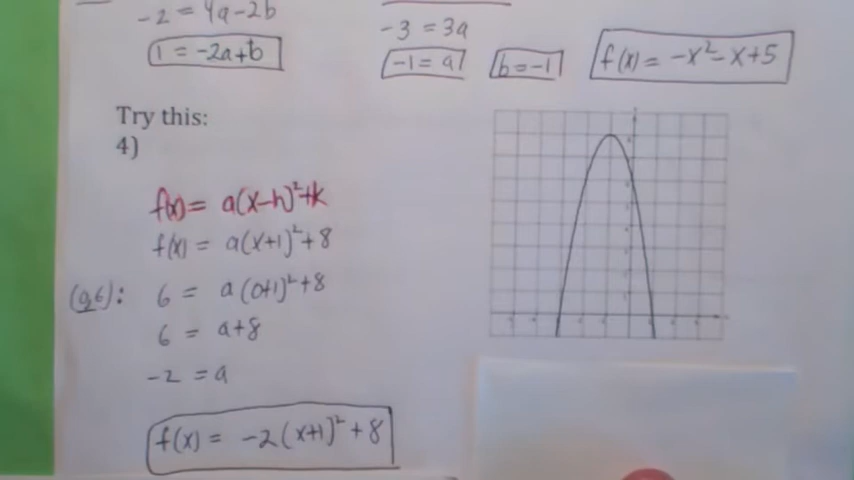 -2 = 4a-2b
1 = -2a+b
-3 = 3a
-1 = a
b=-1
f(x) = -x²-x+5
Try this:
4)
f(x) = a(x-h)²+k
f(x) = a(x+1)²+8
(0,6): 6 = a(0+1)²+8
6 = a+8
-2 = a
f(x) = -2(x+1)²+8